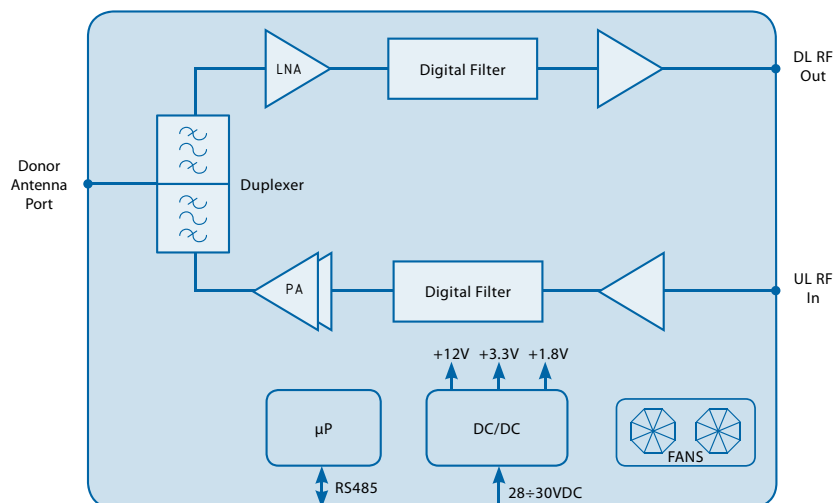 LNA
Digital Filter
DL RF
Out
Donor
Antenna
Port
Duplexer
PA
Digital Filter
UL RF
In
+12V
+3.3V
+1.8V
µP
DC/DC
FANS
RS485
28÷30VDC